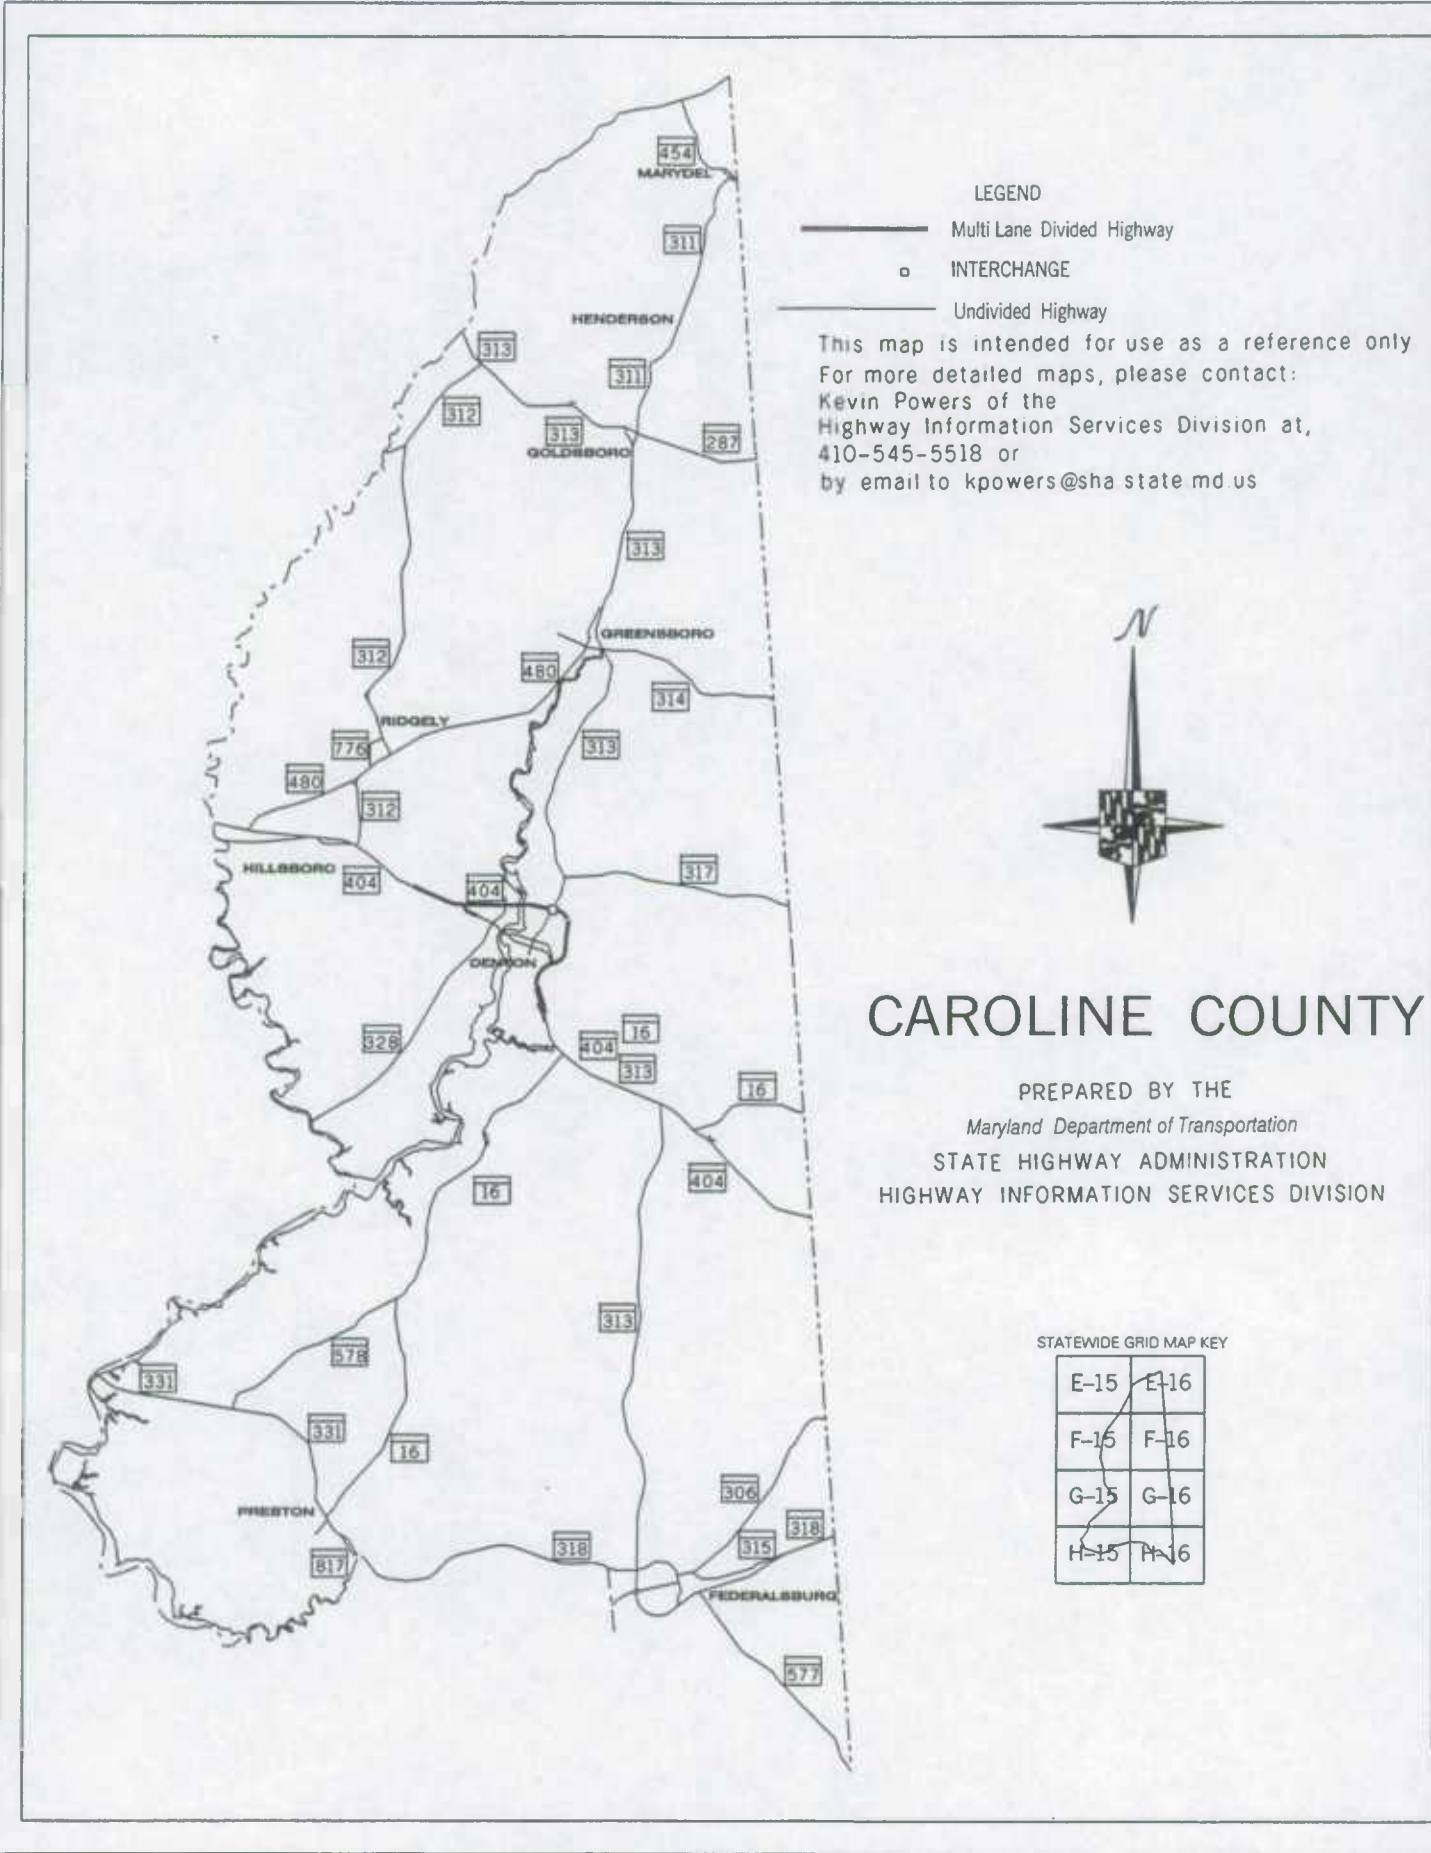 454
MARYDEL
LEGEND
311
Multi Lane Divided Highway
INTERCHANGE
HENDERSON
Undivided Highway
313
This map is intended for use as a reference only
311
For more detailed maps, please contact:
Kevin Powers of the
312
Highway Information Services Division at,
313
287
GOLDSBORO
410-545-5518 or
by email to kpowers@sha state md.us
313
GREENSBORO
N
312
480
314
RIDGELY
776
313
480
312
HILLSBORO
404
404
317
DENTON
CAROLINE COUNTY
16
328
404
313
16
PREPARED BY THE
Maryland Department of Transportation
STATE HIGHWAY ADMINISTRATION
404
16
HIGHWAY INFORMATION SERVICES DIVISION
313
578
STATEWIDE GRID MAP KEY
331
E-15 E-16
331
16
F-15 F-16
306
G-15 G-16
PRESTON
318
318
315
817
H-15 H-16
FEDERALSBURG
577